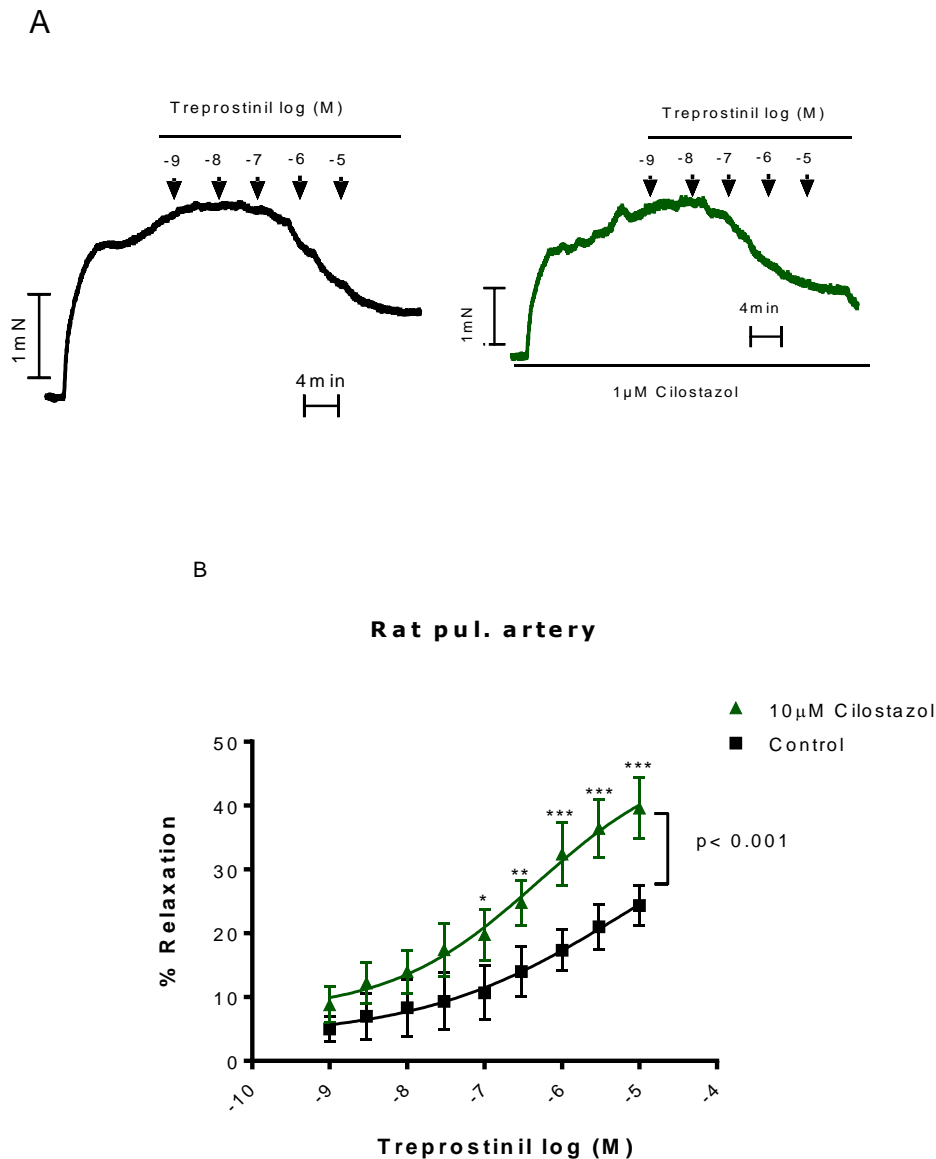 A
Treprostinil log (M)
-9 -8 -7 -6 -5
1mN
4min
Treprostinil log (M)
-9 -8 -7 -6 -5
1mN
4min
1µM Cilostazol
B
Rat pul. artery
10µM Cilostazol
Control
% Relaxation
50
40
30
20
10
0
*
**
***
***
***
p< 0.001
-10 -9 -8 -7 -6 -5 -4
Treprostinil log (M)